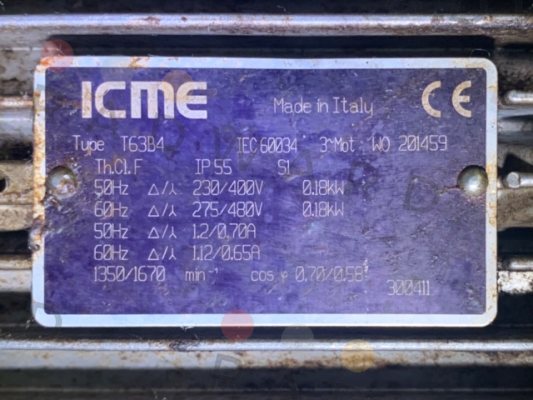 ICME Made in Italy CE
Type T63B4 IEC 60034 3~Mot. WO 201459
Th.Cl. F IP 55 S1
50Hz △/⅄ 230/400V 0.18kW
60Hz △/⅄ 275/480V 0.18kW
50Hz △/⅄ 1.2/0.70A
60Hz △/⅄ 1.12/0.65A
1350/1670 min⁻¹ cos φ 0.70/0.58
300411